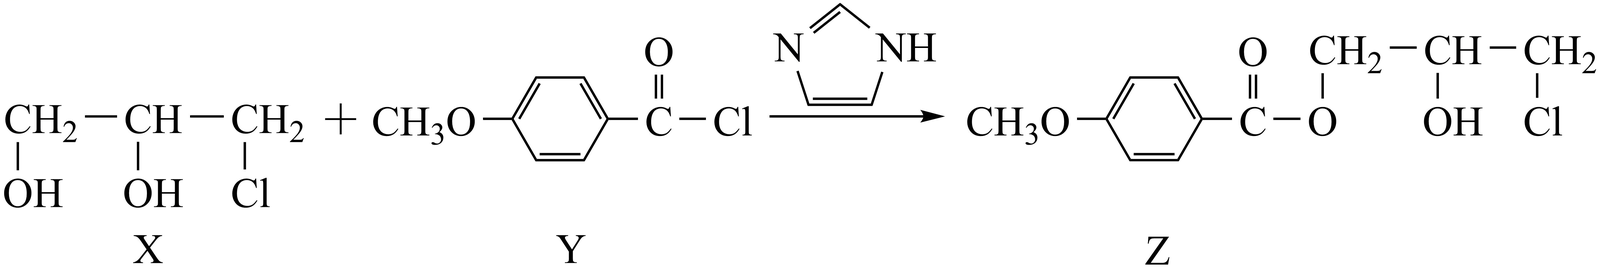 O N NH O CH₂—CH—CH₂
CH₂—CH—CH₂ + CH₃O C—Cl CH₃O C—O OH Cl
OH OH Cl
X Y Z